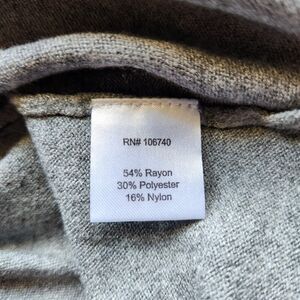 RN# 106740
54% Rayon
30% Polyester
16% Nylon